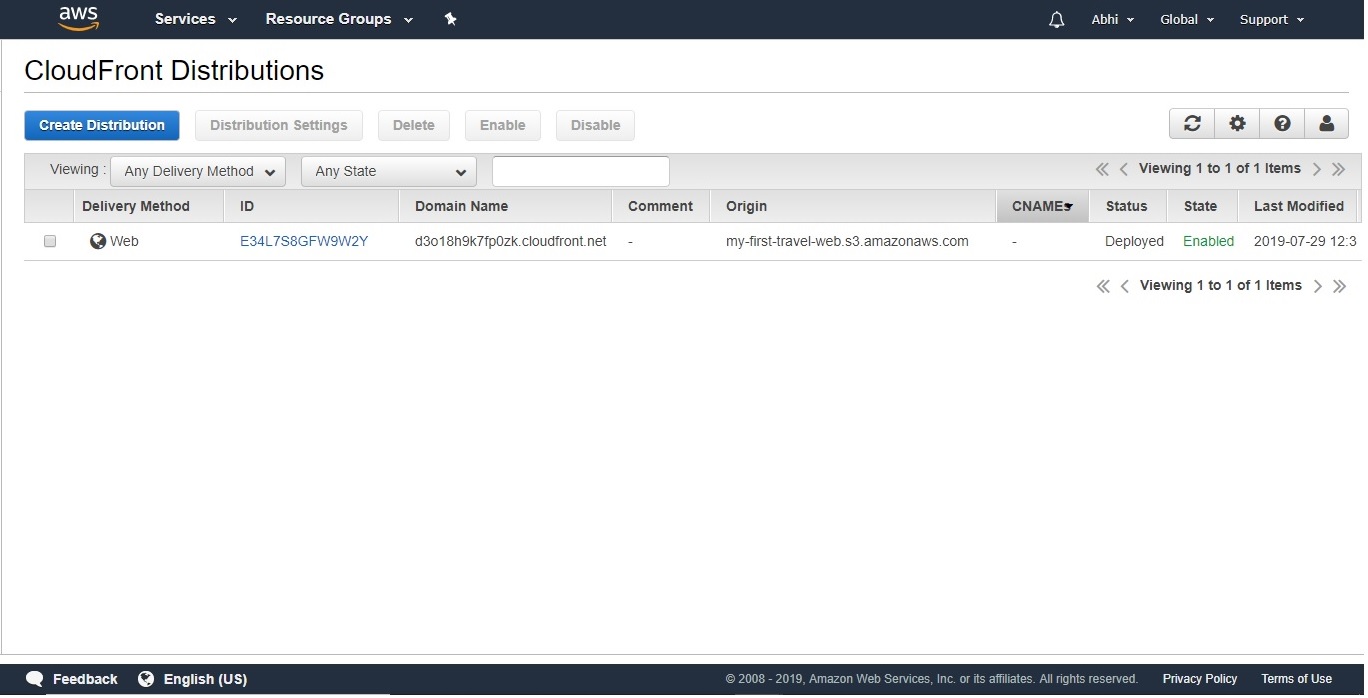 aws Services Resource Groups Abhi Global Support
CloudFront Distributions
Create Distribution Distribution Settings Delete Enable Disable
Viewing : Any Delivery Method Any State Viewing 1 to 1 of 1 Items
Delivery Method ID Domain Name Comment Origin CNAMEs Status State Last Modified
Web E34L7S8GFW9W2Y d3o18h9k7fp0zk.cloudfront.net - my-first-travel-web.s3.amazonaws.com - Deployed Enabled 2019-07-29 12:3
Viewing 1 to 1 of 1 Items
Feedback English (US) © 2008 - 2019, Amazon Web Services, Inc. or its affiliates. All rights reserved. Privacy Policy Terms of Use